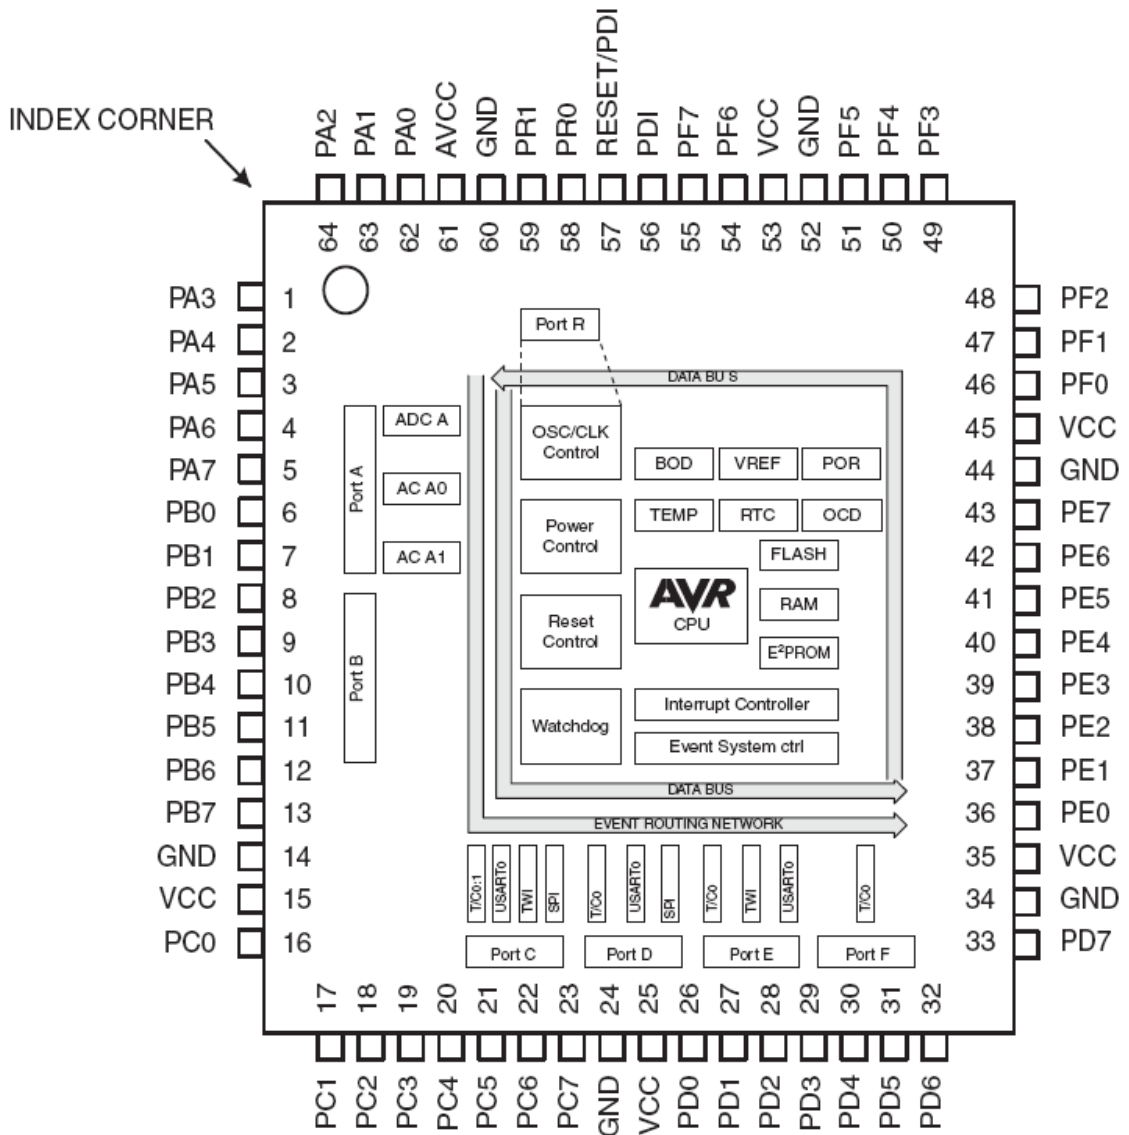 INDEX CORNER
PA2
PA1
PA0
AVCC
GND
PR1
PR0
RESET/PDI
PDI
PF7
PF6
VCC
GND
PF5
PF4
PF3
64
63
62
61
60
59
58
57
56
55
54
53
52
51
50
49
PA3 1
PA4 2
PA5 3
PA6 4
PA7 5
PB0 6
PB1 7
PB2 8
PB3 9
PB4 10
PB5 11
PB6 12
PB7 13
GND 14
VCC 15
PC0 16
48 PF2
47 PF1
46 PF0
45 VCC
44 GND
43 PE7
42 PE6
41 PE5
40 PE4
39 PE3
38 PE2
37 PE1
36 PE0
35 VCC
34 GND
33 PD7
Port R
DATA BU S
Port A
ADC A
AC A0
AC A1
Port B
OSC/CLK
Control
Power
Control
Reset
Control
Watchdog
BOD
VREF
POR
TEMP
RTC
OCD
FLASH
AVR
CPU
RAM
E²PROM
Interrupt Controller
Event System ctrl
DATA BUS
EVENT ROUTING NETWORK
T/C0:1
USART0
TWI
SPI
T/C0
USART0
SPI
T/C0
TWI
USART0
T/C0
Port C
Port D
Port E
Port F
17
18
19
20
21
22
23
24
25
26
27
28
29
30
31
32
PC1
PC2
PC3
PC4
PC5
PC6
PC7
GND
VCC
PD0
PD1
PD2
PD3
PD4
PD5
PD6